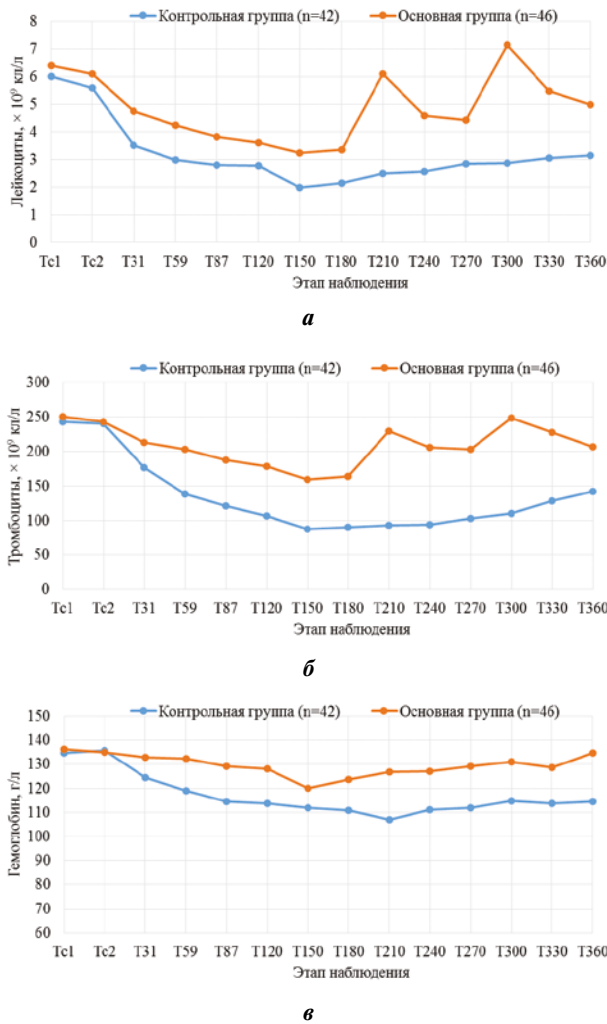 Контрольная группа (n=42) Основная группа (n=46)
Лейкоциты, × 10⁹ кл/л
8
7
6
5
4
3
2
1
0
Тс1 Тс2 Т31 Т59 Т87 Т120 Т150 Т180 Т210 Т240 Т270 Т300 Т330 Т360
Этап наблюдения
а
Контрольная группа (n=42) Основная группа (n=46)
Тромбоциты, × 10⁹ кл/л
300
250
200
150
100
50
0
Тс1 Тс2 Т31 Т59 Т87 Т120 Т150 Т180 Т210 Т240 Т270 Т300 Т330 Т360
Этап наблюдения
б
Контрольная группа (n=42) Основная группа (n=46)
Гемоглобин, г/л
150
140
130
120
110
100
90
80
70
60
Тс1 Тс2 Т31 Т59 Т87 Т120 Т150 Т180 Т210 Т240 Т270 Т300 Т330 Т360
Этап наблюдения
в